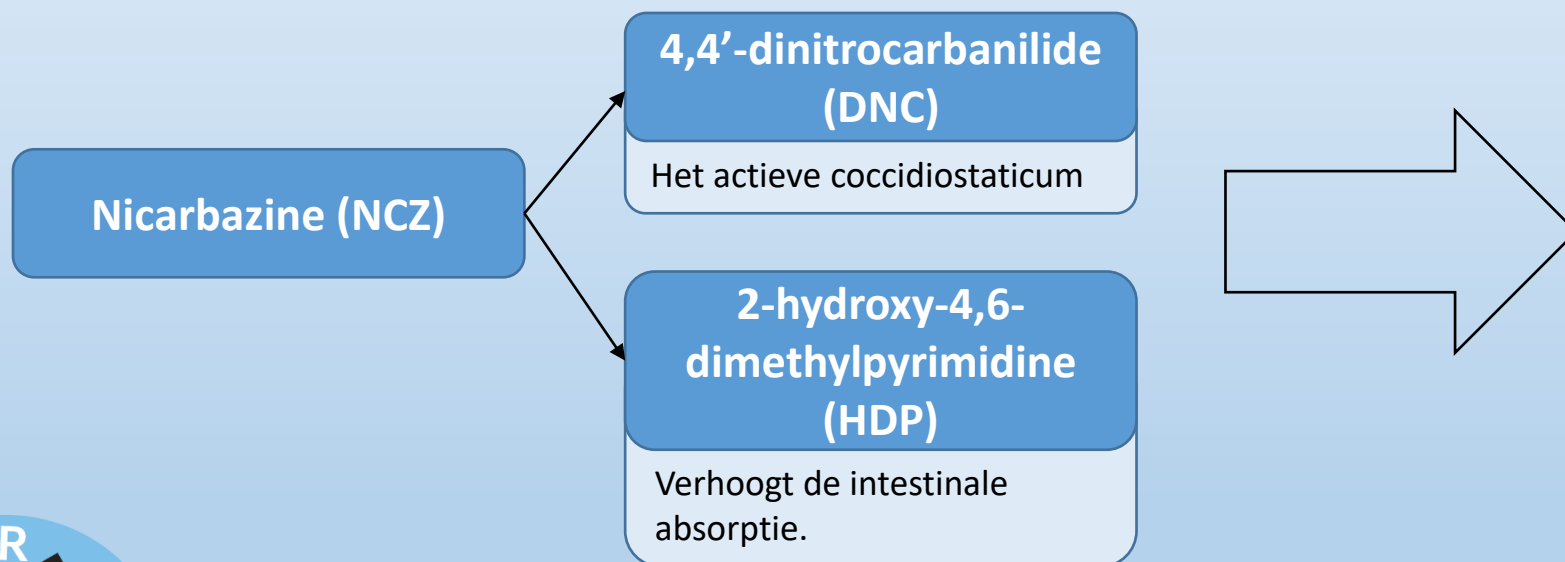 4,4’-dinitrocarbanilide
(DNC)
Het actieve coccidiostaticum
Nicarbazine (NCZ)
2-hydroxy-4,6-
dimethylpyrimidine
(HDP)
Verhoogt de intestinale
absorptie.
R